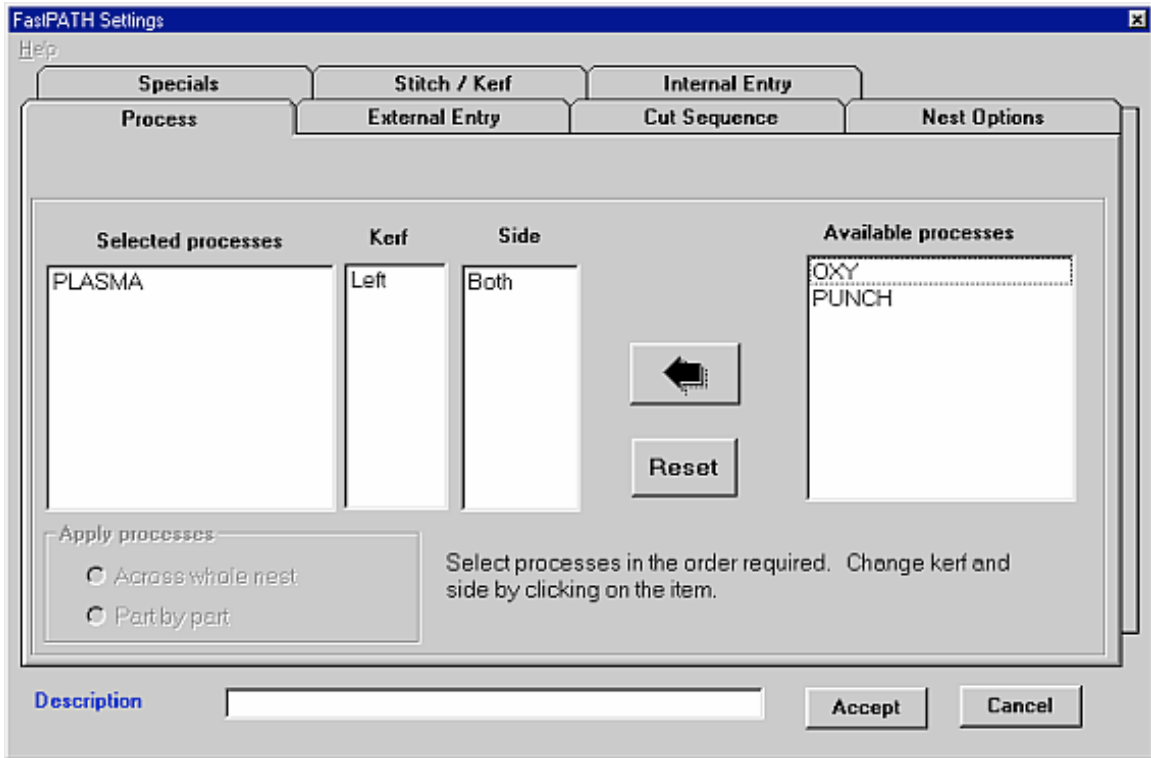 FastPATH Settings
Help
Specials Stitch / Kerf Internal Entry
Process External Entry Cut Sequence Nest Options
Selected processes Kerf Side Available processes
PLASMA Left Both OXY
PUNCH
Reset
Apply processes
Across whole nest
Part by part
Select processes in the order required. Change kerf and
side by clicking on the item.
Description Accept Cancel